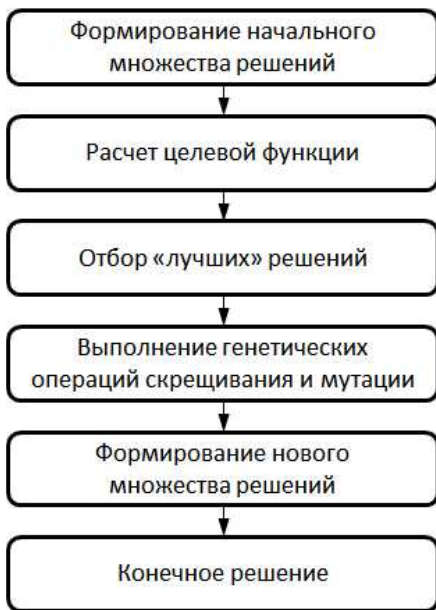 Формирование начального
множества решений
Расчет целевой функции
Отбор «лучших» решений
Выполнение генетических
операций скрещивания и мутации
Формирование нового
множества решений
Конечное решение